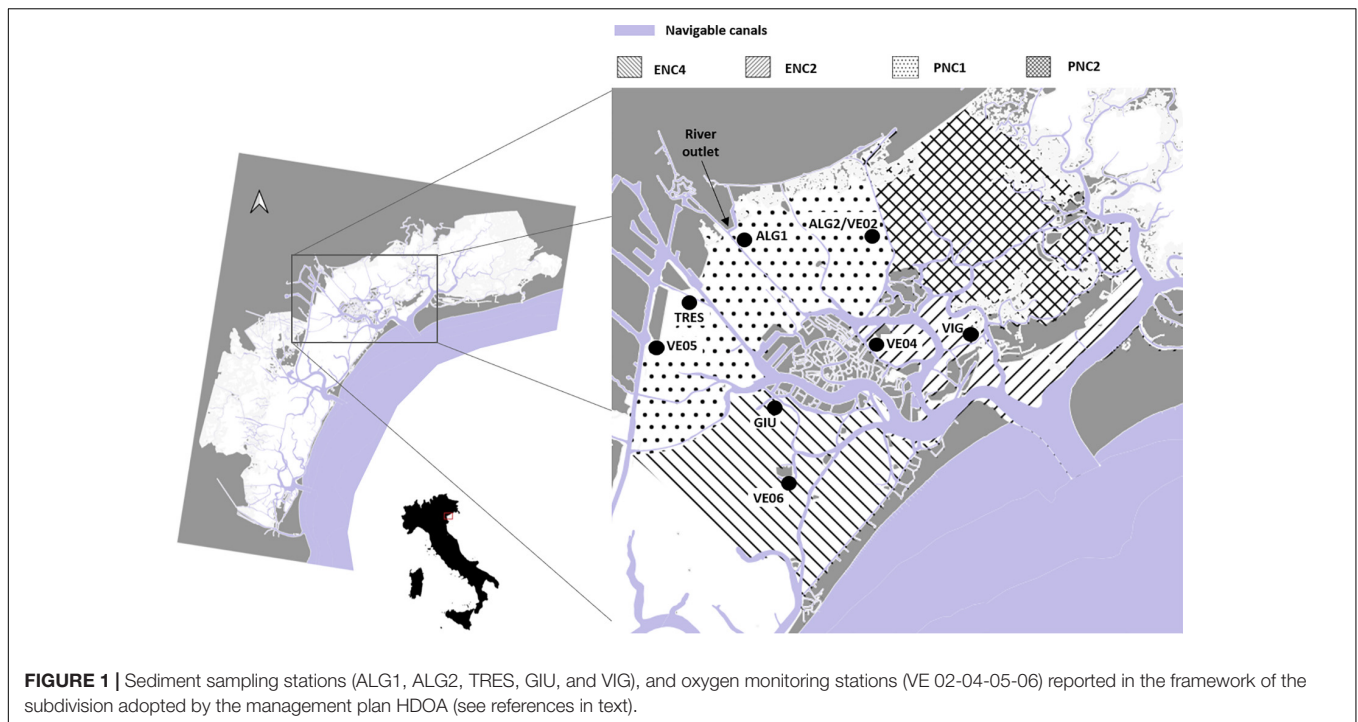 Navigable canals
ENC4 ENC2 PNC1 PNC2
River
outlet
ALG1 ALG2/VE02
TRES
VE05 VE04 VIG
GIU
VE06
FIGURE 1 | Sediment sampling stations (ALG1, ALG2, TRES, GIU, and VIG), and oxygen monitoring stations (VE 02-04-05-06) reported in the framework of the
subdivision adopted by the management plan HDOA (see references in text).